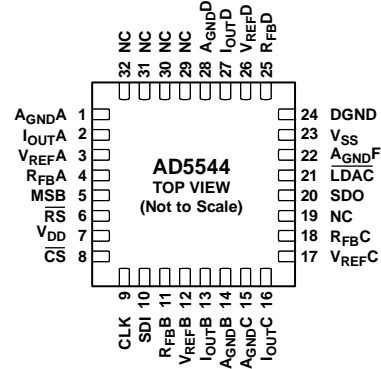 32 NC
31 NC
30 NC
29 NC
28 AGNDD
27 IOUTD
26 VREFD
25 RFBD
AGNDA 1
IOUTA 2
VREFA 3
RFBA 4
MSB 5
RS 6
VDD 7
CS 8
AD5544
TOP VIEW
(Not to Scale)
24 DGND
23 VSS
22 AGNDF
21 LDAC
20 SDO
19 NC
18 RFBC
17 VREFC
CLK 9
SDI 10
RFBB 11
VREFB 12
IOUTB 13
AGNDB 14
AGNDC 15
IOUTC 16